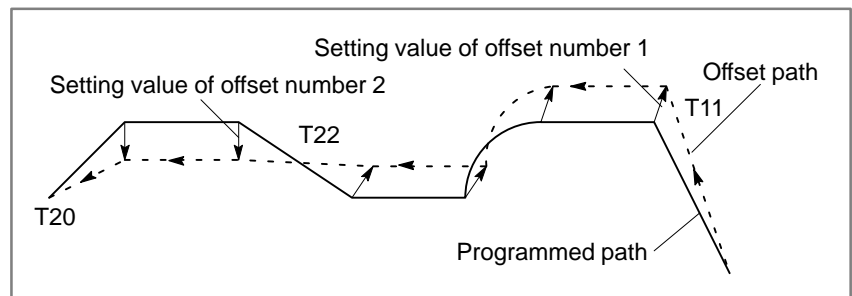 Setting value of offset number 1
Offset path
Setting value of offset number 2
T11
T22
T20
Programmed path